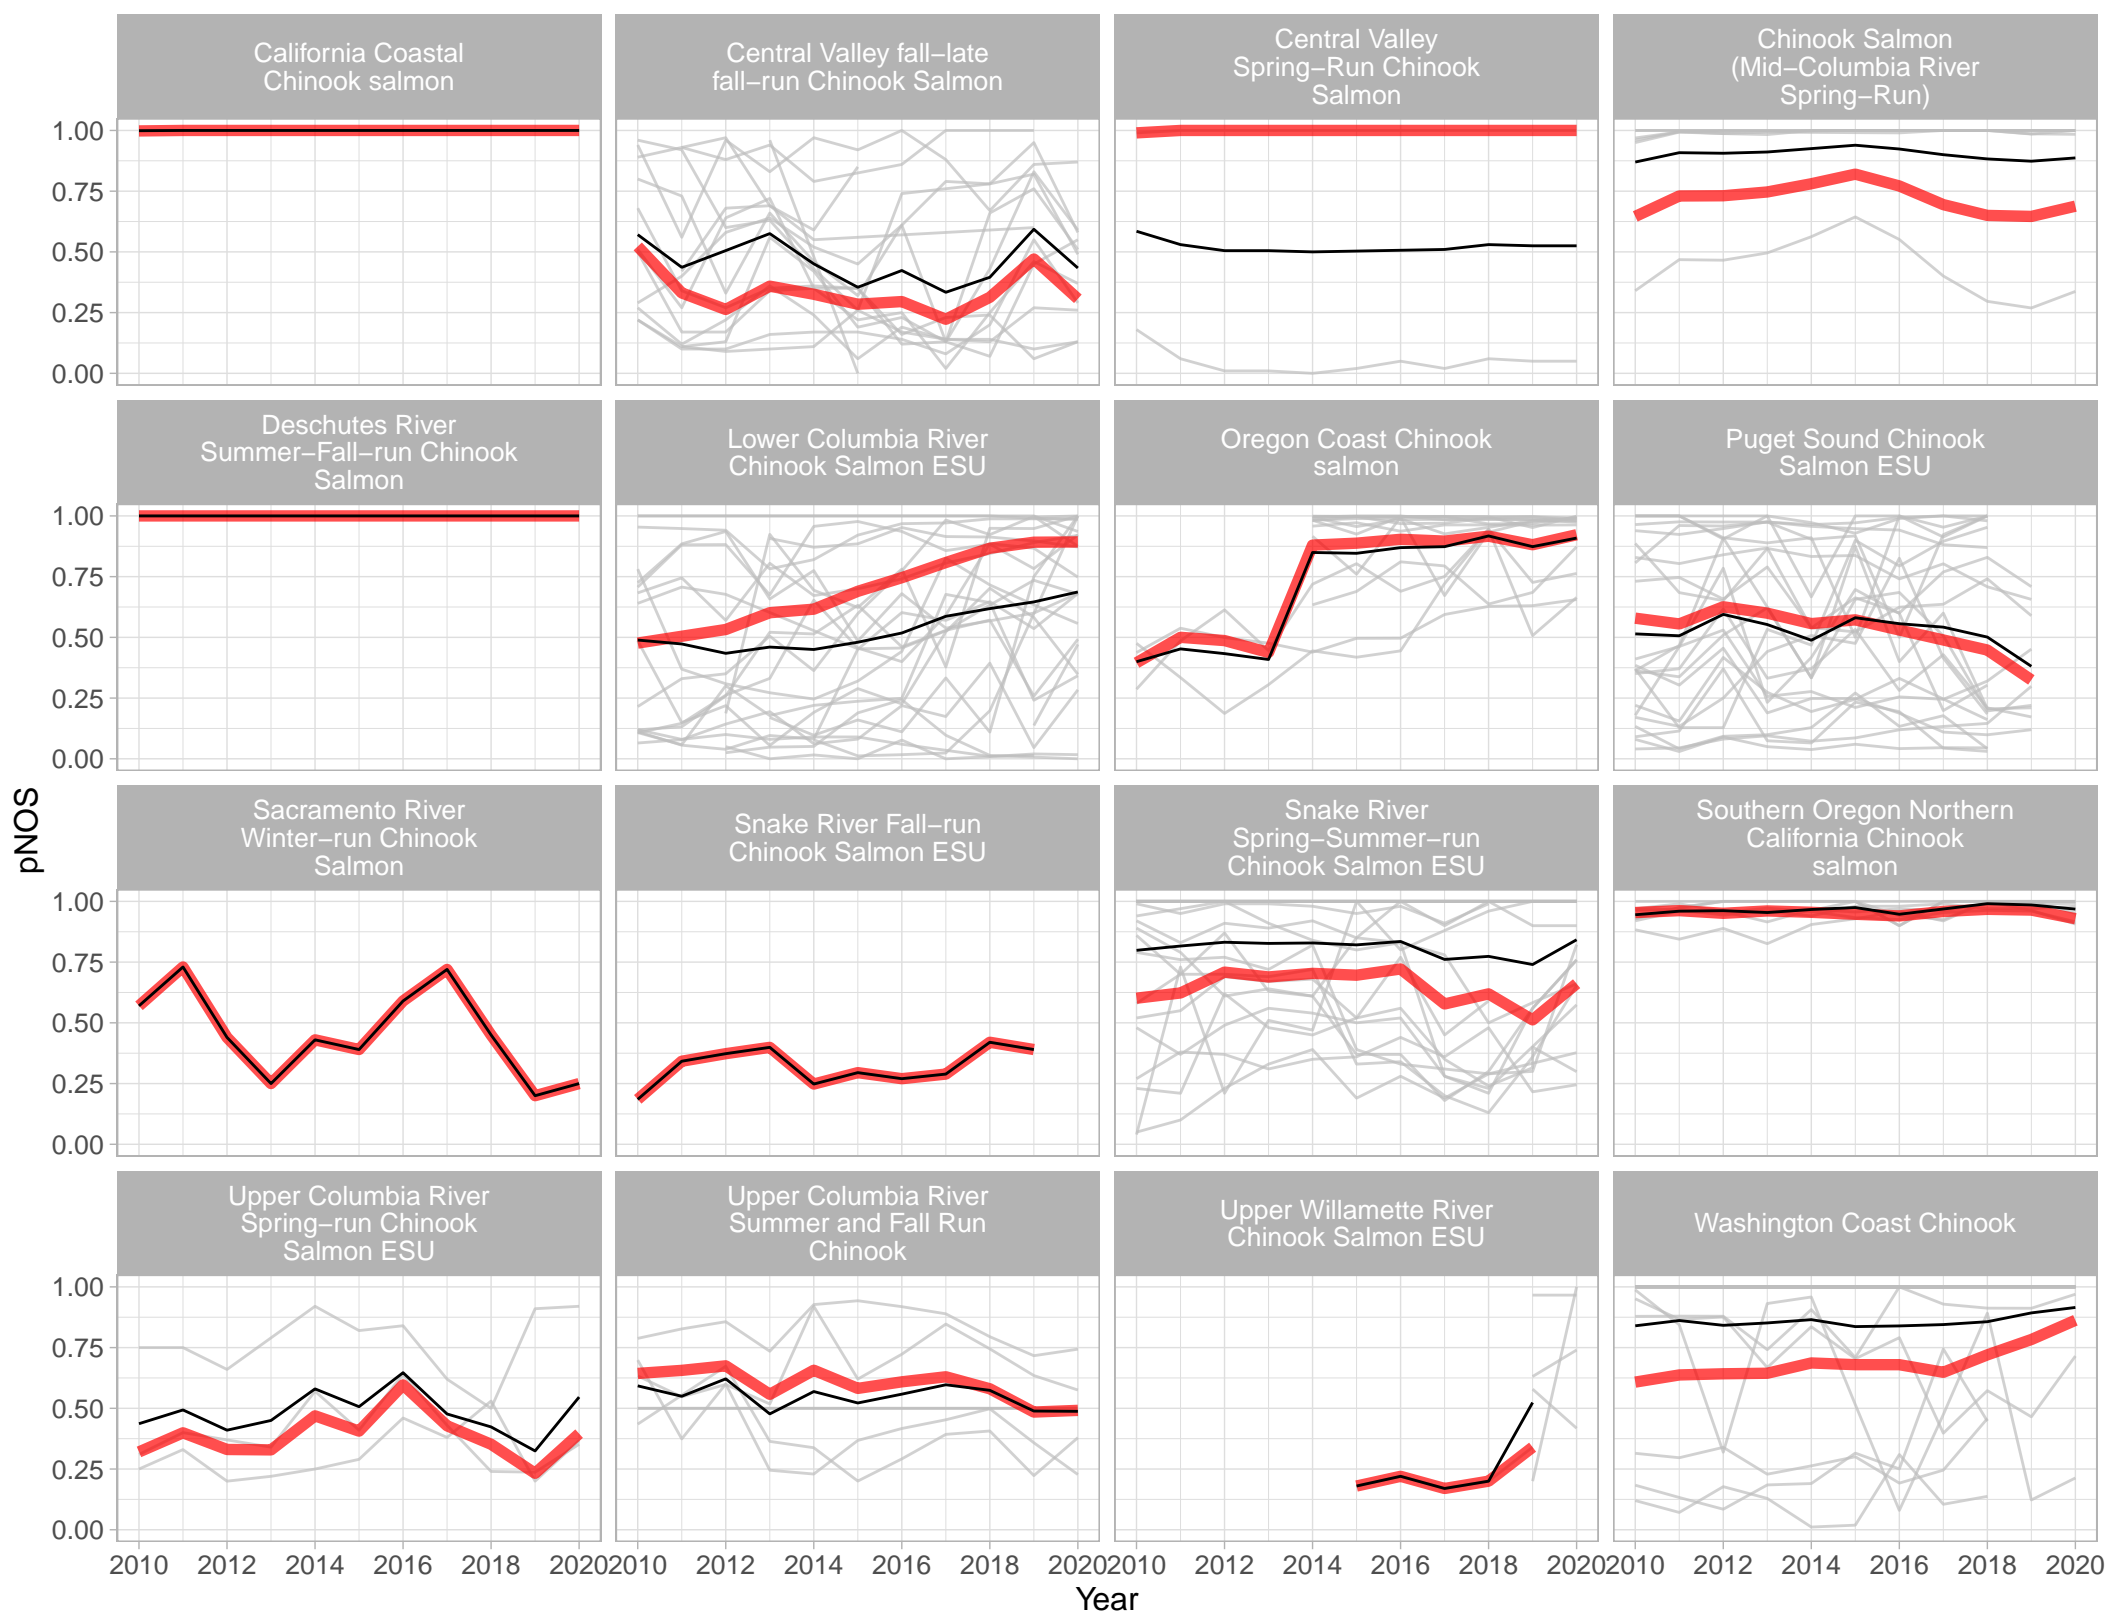 California Coastal
Chinook salmon
Central Valley fall−late
fall−run Chinook Salmon
Central Valley
Spring−Run Chinook
Salmon
Chinook Salmon
(Mid−Columbia River
Spring−Run)
1.00
0.75
0.50
0.25
0.00
Deschutes River
Summer−Fall−run Chinook
Salmon
Lower Columbia River
Chinook Salmon ESU
Oregon Coast Chinook
salmon
Puget Sound Chinook
Salmon ESU
1.00
0.75
0.50
0.25
0.00
pNOS
Sacramento River
Winter−run Chinook
Salmon
Snake River Fall−run
Chinook Salmon ESU
Snake River
Spring−Summer−run
Chinook Salmon ESU
Southern Oregon Northern
California Chinook
salmon
1.00
0.75
0.50
0.25
0.00
Upper Columbia River
Spring−run Chinook
Salmon ESU
Upper Columbia River
Summer and Fall Run
Chinook
Upper Willamette River
Chinook Salmon ESU
Washington Coast Chinook
1.00
0.75
0.50
0.25
0.00
2010 2012 2014 2016 2018 2020
2010 2012 2014 2016 2018 2020
2010 2012 2014 2016 2018 2020
2010 2012 2014 2016 2018 2020
Year